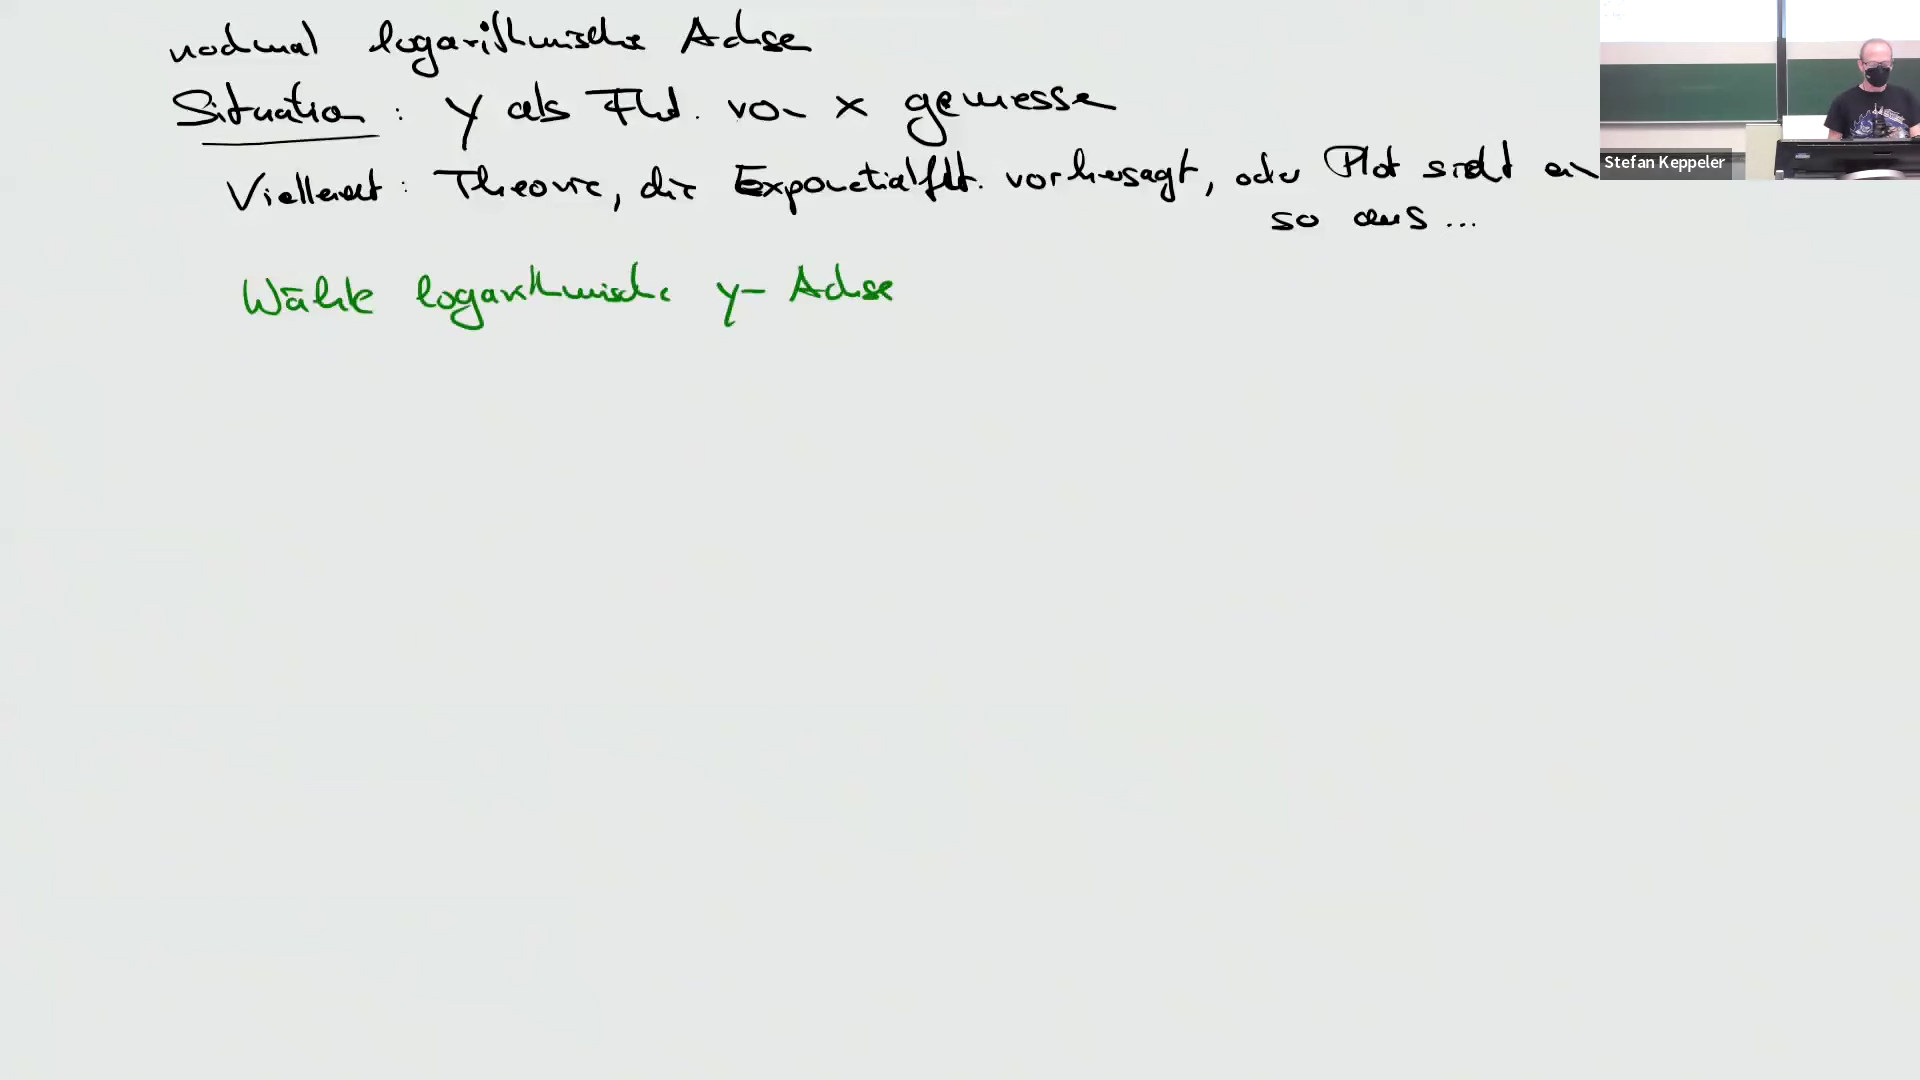 nochmal logarithmische Achse
Situation : y als Fkt. von x gemessen
Vielleicht : Theorie, die Exponentialfkt. vorhersagt, oder Plot sieht
so aus ...
Wähle logarithmische y- Achse
Stefan Keppeler